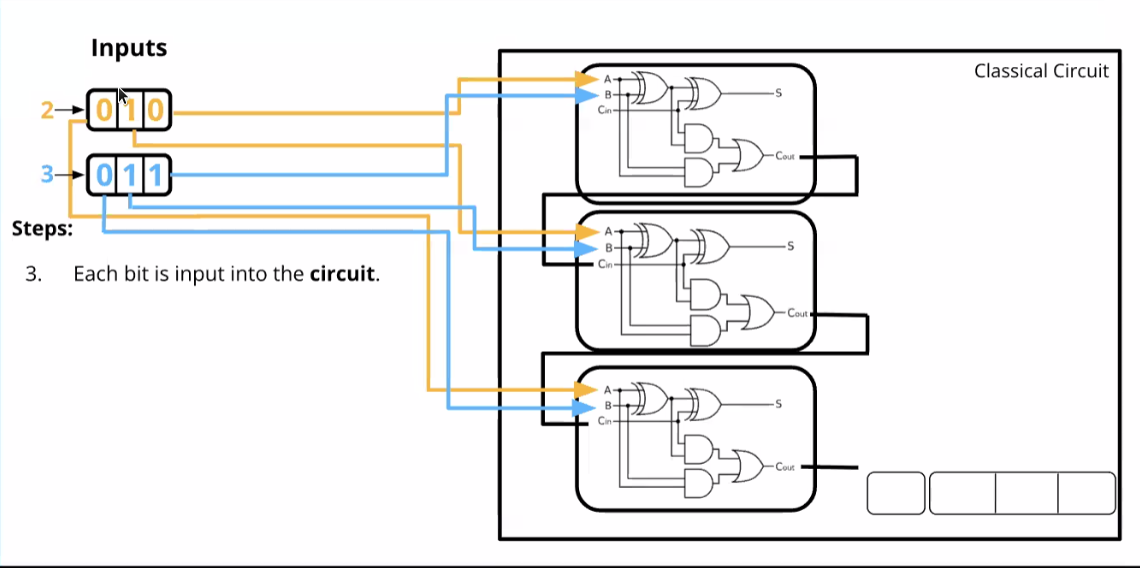 Inputs
Classical Circuit
2 0 1 0
3 0 1 1
Steps:
3. Each bit is input into the circuit.
A
B
Cin
S
Cout
A
B
Cin
S
Cout
A
B
Cin
S
Cout